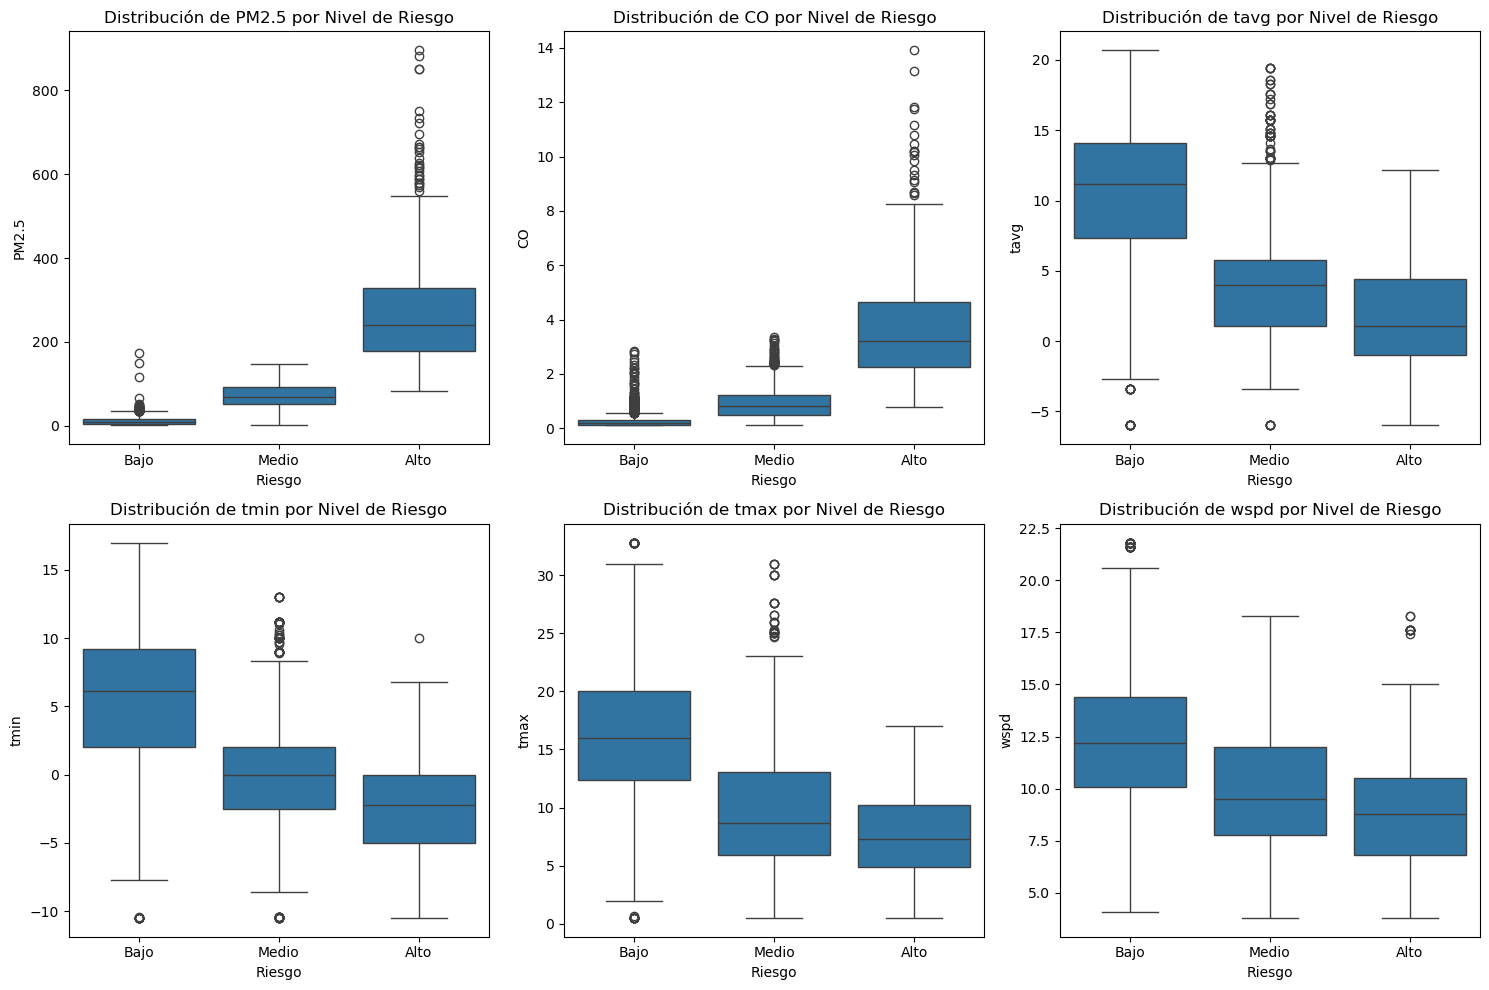 Distribución de PM2.5 por Nivel de Riesgo
800
600
400
200
0
PM2.5
Bajo Medio Alto
Riesgo
Distribución de CO por Nivel de Riesgo
14
12
10
8
6
4
2
0
CO
Bajo Medio Alto
Riesgo
Distribución de tavg por Nivel de Riesgo
20
15
10
5
0
−5
tavg
Bajo Medio Alto
Riesgo
Distribución de tmin por Nivel de Riesgo
15
10
5
0
−5
−10
tmin
Bajo Medio Alto
Riesgo
Distribución de tmax por Nivel de Riesgo
30
25
20
15
10
5
0
tmax
Bajo Medio Alto
Riesgo
Distribución de wspd por Nivel de Riesgo
22.5
20.0
17.5
15.0
12.5
10.0
7.5
5.0
wspd
Bajo Medio Alto
Riesgo